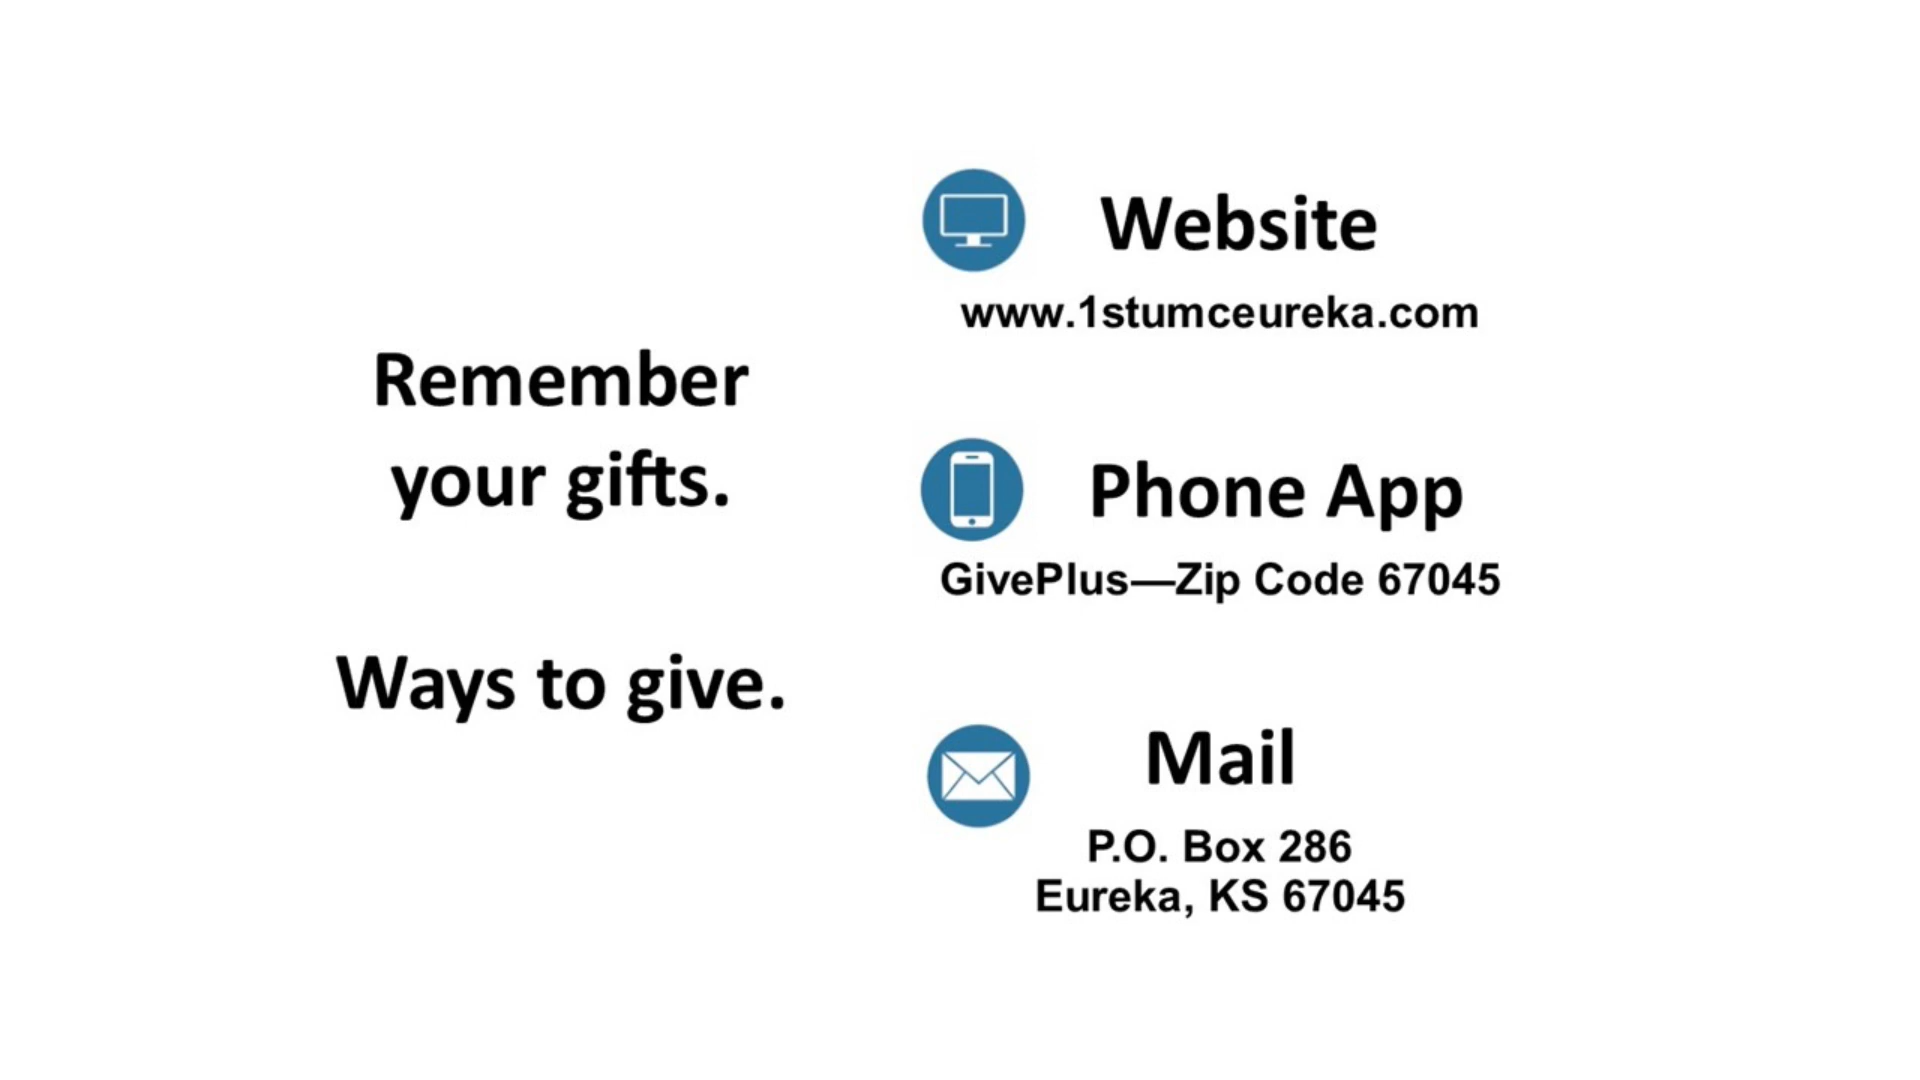 Remember
your gifts.
Ways to give.
Website
www.1stumceureka.com
Phone App
GivePlus—Zip Code 67045
Mail
P.O. Box 286
Eureka, KS 67045